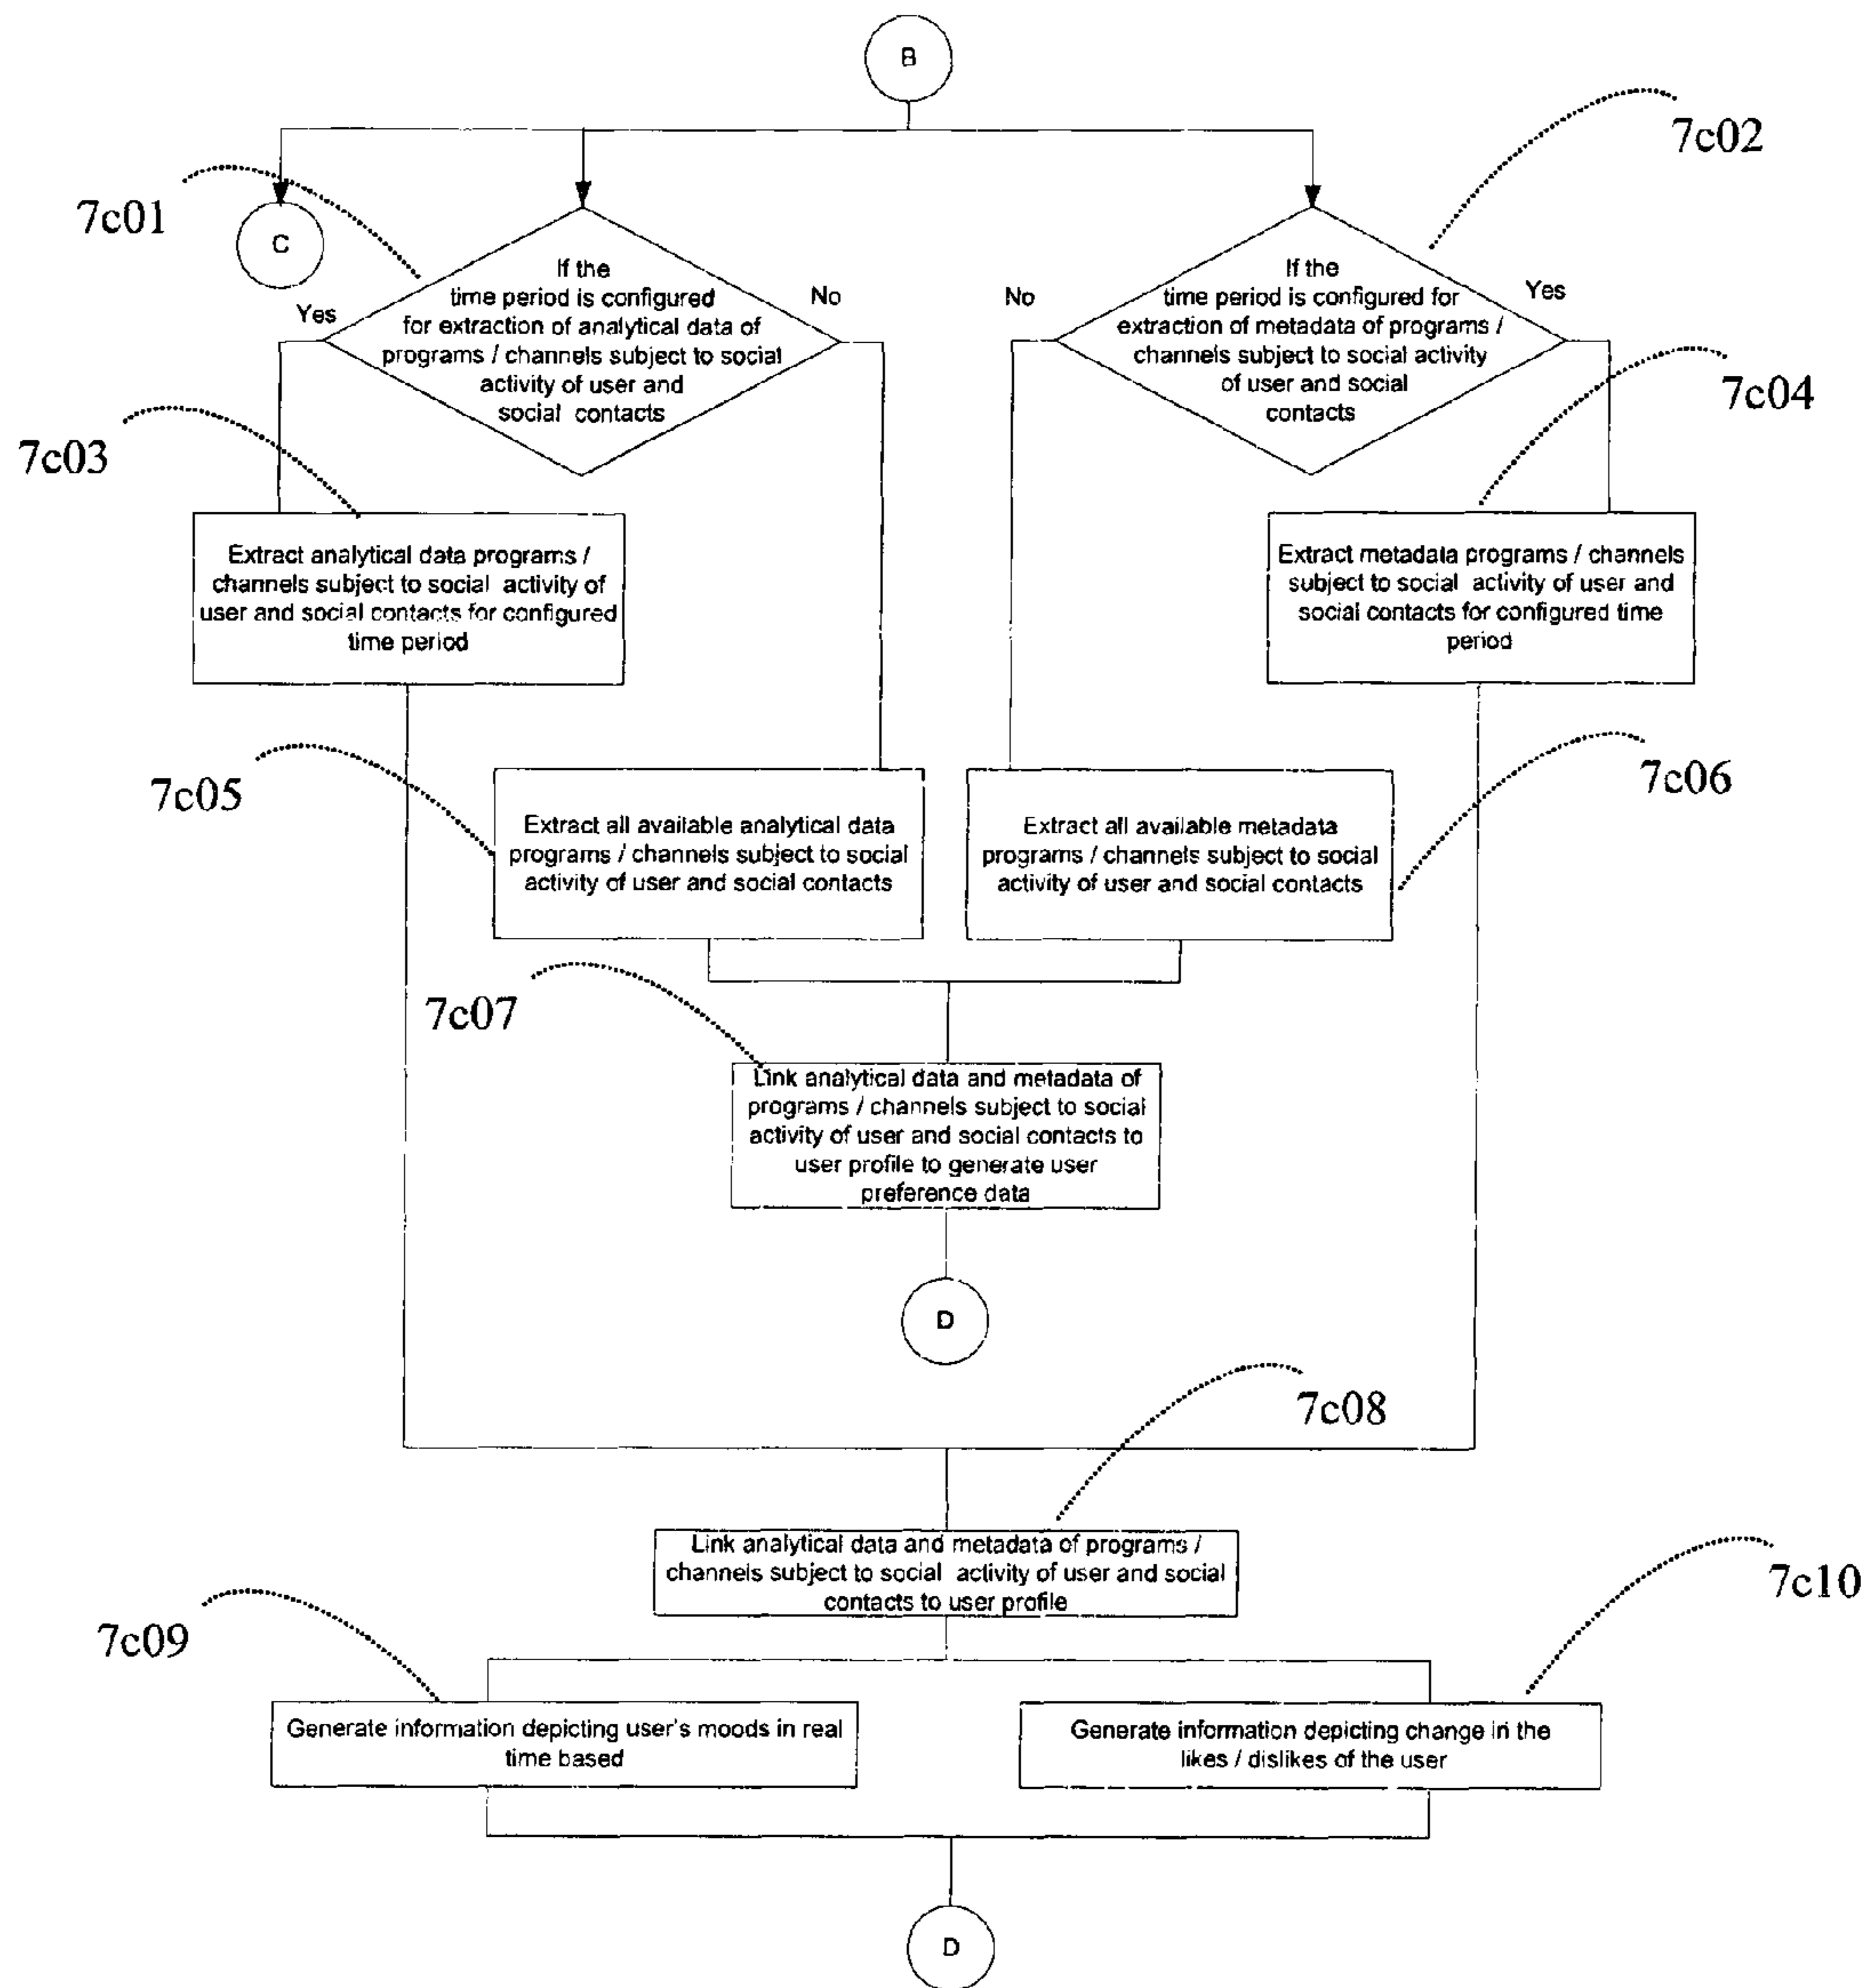 B
7c02
7c01
C
If the
time period is configured
for extraction of analytical data of
programs / channels subject to social
activity of user and
social contacts
Yes
No
If the
time period is configured for
extraction of metadata of programs /
channels subject to social activity
of user and social
contacts
No
Yes
7c03
7c04
Extract analytical data programs /
channels subject to social activity of
user and social contacts for configured
time period
Extract metadata programs / channels
subject to social activity of user and
social contacts for configured time
period
7c05
7c06
Extract all available analytical data
programs / channels subject to social
activity of user and social contacts
Extract all available metadata
programs / channels subject to social
activity of user and social contacts
7c07
Link analytical data and metadata of
programs / channels subject to social
activity of user and social contacts to
user profile to generate user
preference data
D
7c08
Link analytical data and metadata of programs /
channels subject to social activity of user and social
contacts to user profile
7c09
7c10
Generate information depicting user's moods in real
time based
Generate information depicting change in the
likes / dislikes of the user
D